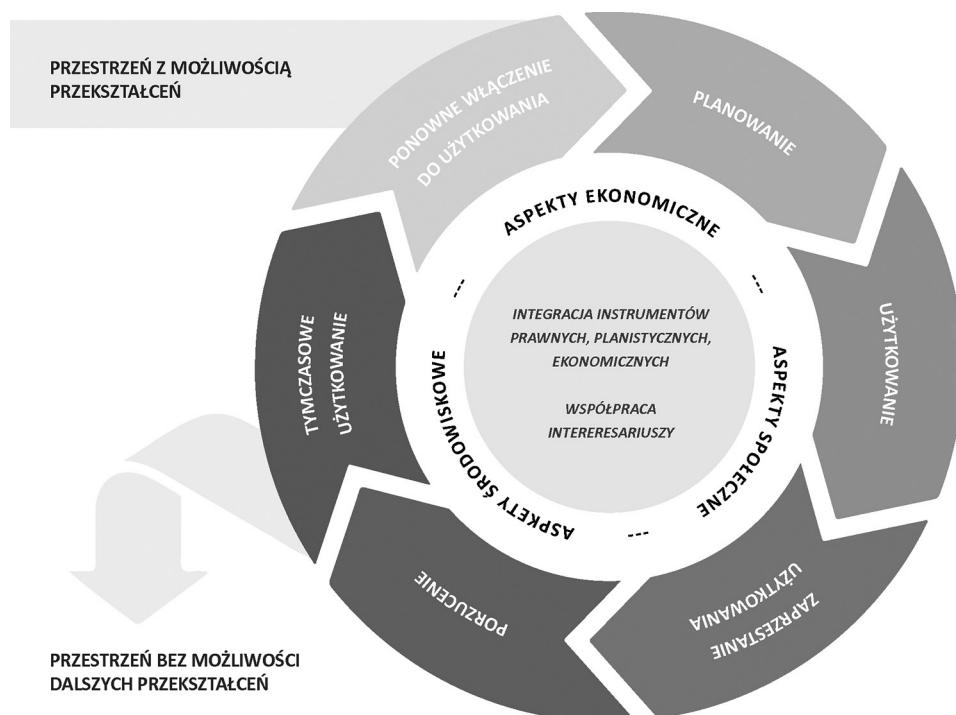 PRZESTRZEŃ Z MOŻLIWOŚCIĄ
PRZEKSZTAŁCEŃ
PONOWNE WŁĄCZENIE
DO UŻYTKOWANIA
PLANOWANIE
UŻYTKOWANIE
ZAPRZESTANIE
UŻYTKOWANIA
PORZUCENIE
TYMCZASOWE
UŻYTKOWANIE
ASPEKTY EKONOMICZNE
---
ASPEKTY SPOŁECZNE
---
ASPKETY ŚRODOWISKOWE
---
INTEGRACJA INSTRUMENTÓW
PRAWNYCH, PLANISTYCZNYCH,
EKONOMICZNYCH
WSPÓŁPRACA
INTERERESARIUSZY
PRZESTRZEŃ BEZ MOŻLIWOŚCI
DALSZYCH PRZEKSZTAŁCEŃ